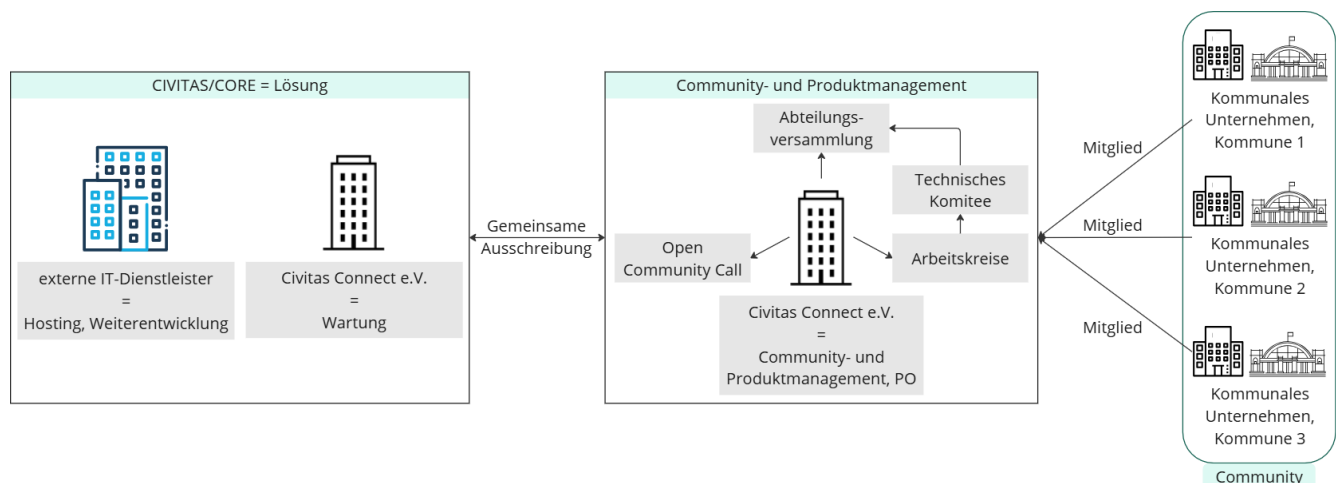 CIVITAS/CORE = Lösung
externe IT-Dienstleister
=
Hosting, Weiterentwicklung
Civitas Connect e.V.
=
Wartung
Gemeinsame
Ausschreibung
Community- und Produktmanagement
Abteilungs-
versammlung
Technisches
Komitee
Open
Community Call
Arbeitskreise
Civitas Connect e.V.
=
Community- und
Produktmanagement, PO
Mitglied
Mitglied
Mitglied
Kommunales
Unternehmen,
Kommune 1
Kommunales
Unternehmen,
Kommune 2
Kommunales
Unternehmen,
Kommune 3
Community